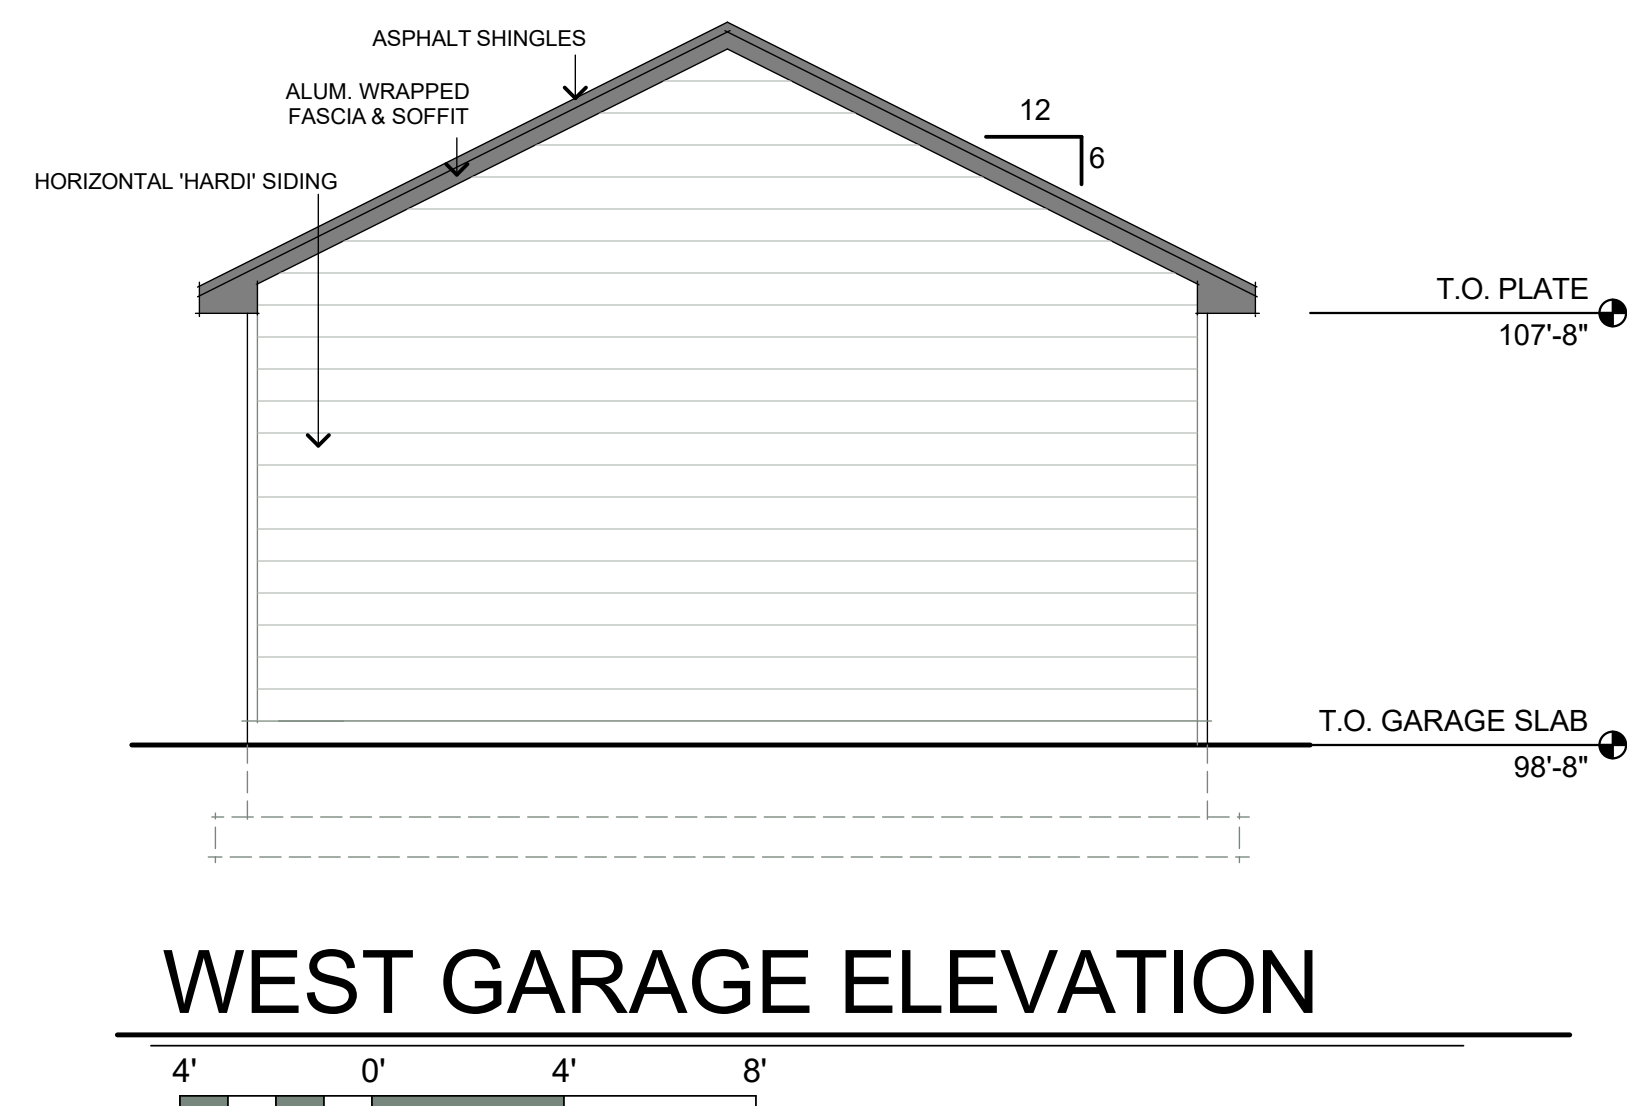 ASPHALT SHINGLES
ALUM. WRAPPED
FASCIA & SOFFIT
12
6
HORIZONTAL 'HARDI' SIDING
T.O. PLATE
107'-8"
T.O. GARAGE SLAB
98'-8"
WEST GARAGE ELEVATION
4' 0' 4' 8'